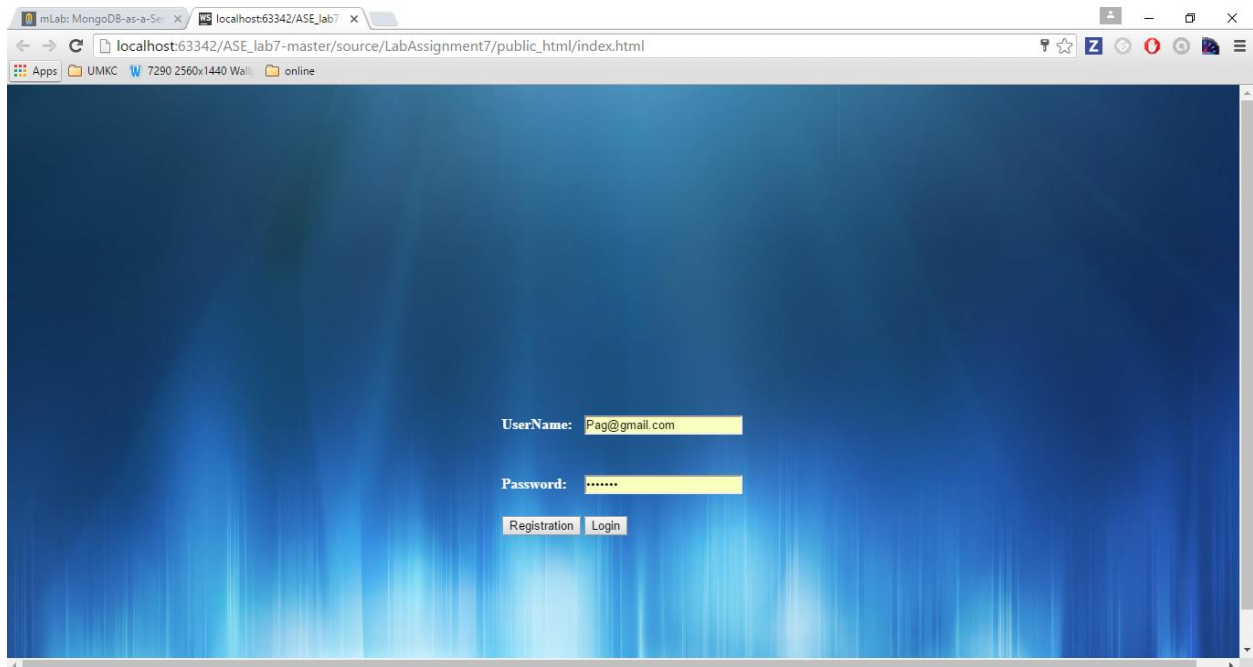 mLab: MongoDB-as-a-Ser
WS localhost:63342/ASE_lab7-
localhost:63342/ASE_lab7-master/source/LabAssignment7/public_html/index.html
Z
Apps UMKC W 7290 2560x1440 Wall online
UserName: Pag@gmail.com
Password: •••••••
Registration Login